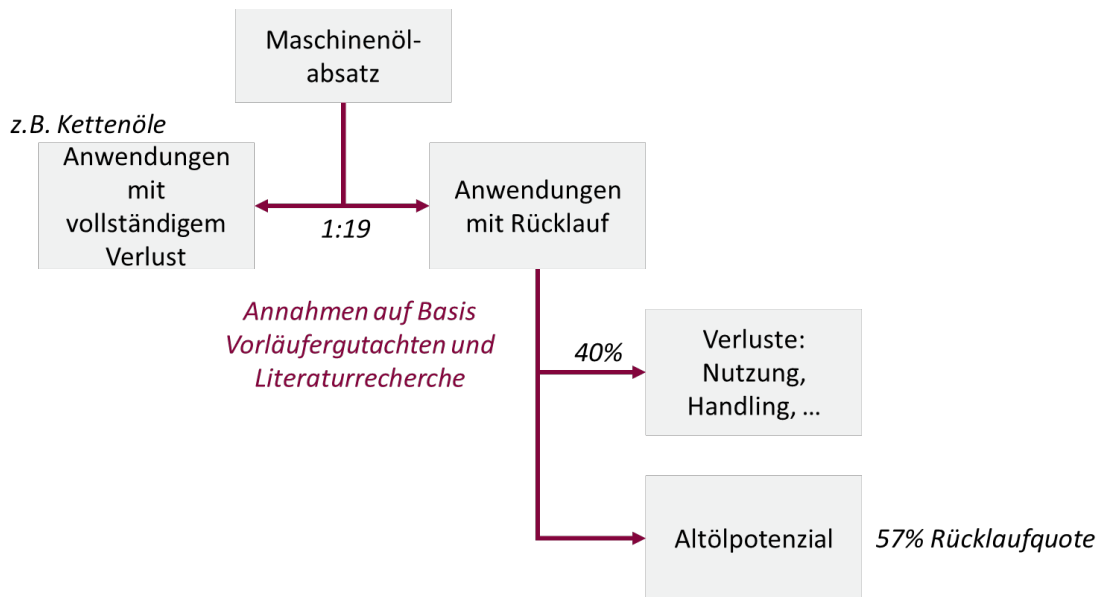 Maschinenöl-
absatz
z.B. Kettenöle
Anwendungen
mit
vollständigem
Verlust
1:19
Anwendungen
mit Rücklauf
Annahmen auf Basis
Vorläufergutachten und
Literaturrecherche
40%
Verluste:
Nutzung,
Handling, ...
Altölpotenzial
57% Rücklaufquote